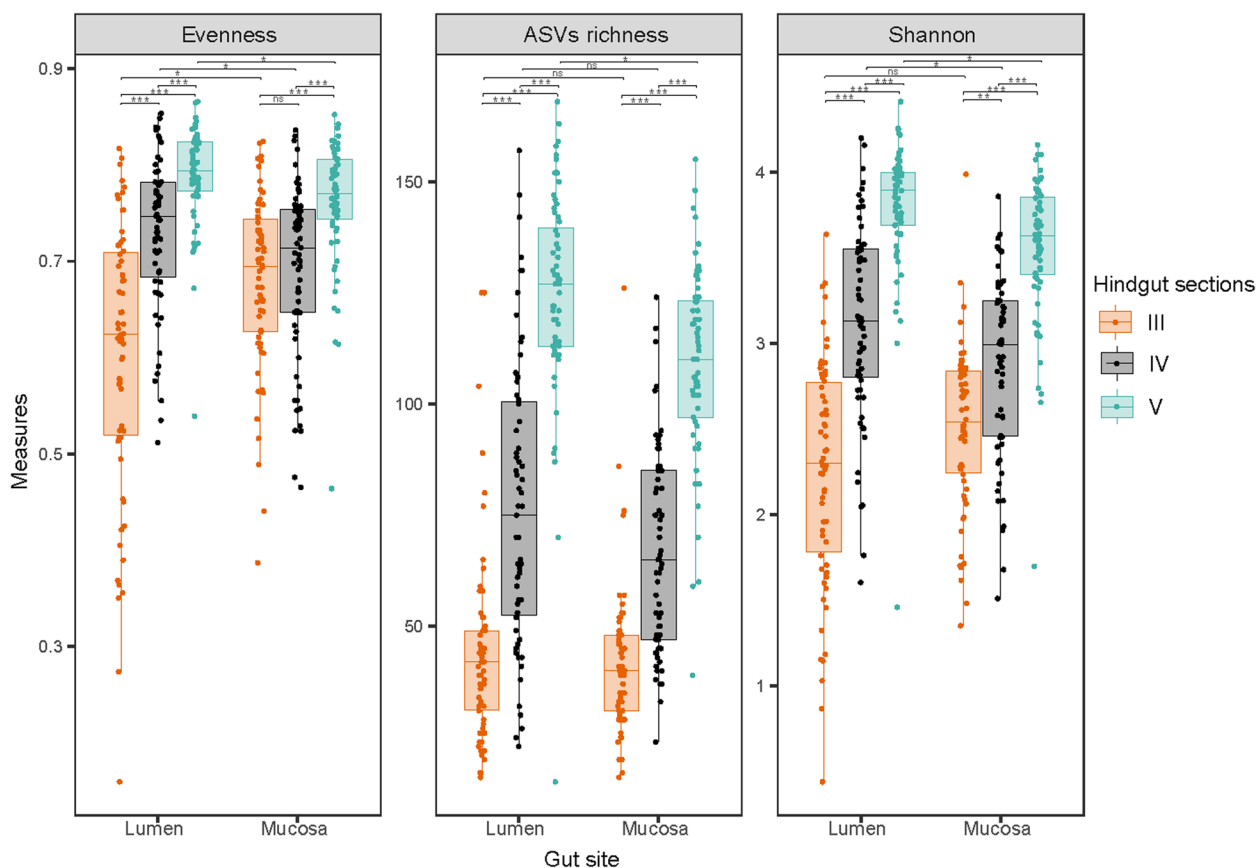 Evenness
ASVs richness
Shannon
* * *
* ns *
* ns *
*** *** ***
*** *** ***
*** ns *** *** *** **
0.9
0.7
0.5
0.3
150
100
50
4
3
2
1
Measures
Lumen Mucosa
Lumen Mucosa
Lumen Mucosa
Gut site
Hindgut sections
III
IV
V